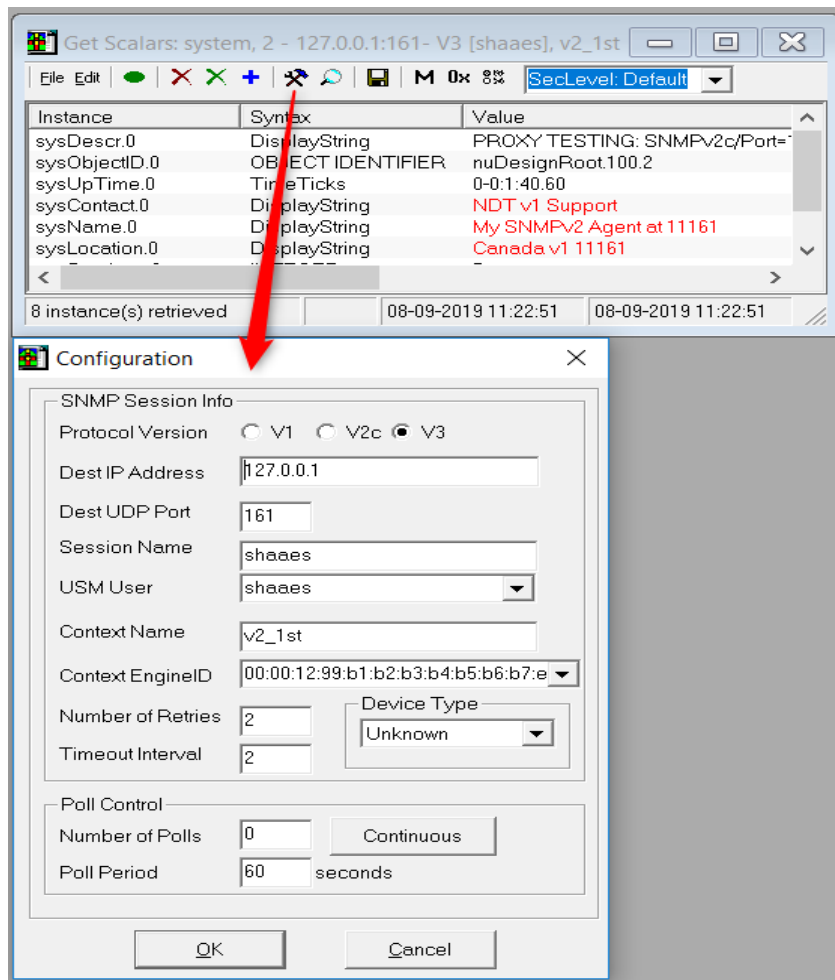 Get Scalars: system, 2 - 127.0.0.1:161- V3 [shaaes], v2_1st
File Edit M 0x SecLevel: Default
Instance Syntax Value
sysDescr.0 DisplayString PROXY TESTING: SNMPv2c/Port=
sysObjectID.0 OBJECT IDENTIFIER nuDesignRoot.100.2
sysUpTime.0 TimeTicks 0-0:1:40.60
sysContact.0 DisplayString NDT v1 Support
sysName.0 DisplayString My SNMPv2 Agent at 11161
sysLocation.0 DisplayString Canada v1 11161
8 instance(s) retrieved 08-09-2019 11:22:51 08-09-2019 11:22:51
Configuration
SNMP Session Info
Protocol Version V1 V2c V3
Dest IP Address 127.0.0.1
Dest UDP Port 161
Session Name shaaes
USM User shaaes
Context Name v2_1st
Context EngineID 00:00:12:99:b1:b2:b3:b4:b5:b6:b7:e
Device Type
Number of Retries 2
Unknown
Timeout Interval 2
Poll Control
Number of Polls 0 Continuous
Poll Period 60 seconds
OK Cancel